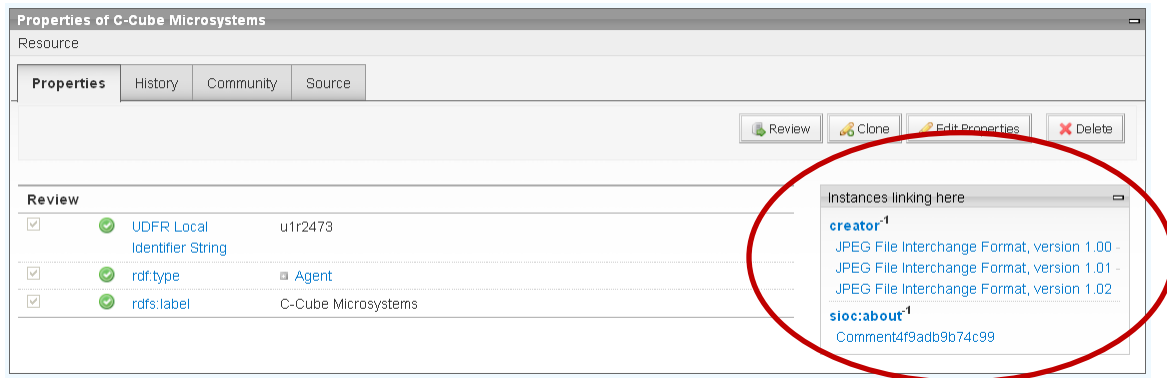 Properties of C-Cube Microsystems
Resource
Properties History Community Source
Review Clone Edit Properties Delete
Review
UDFR Local Identifier String u1r2473
rdf:type Agent
rdfs:label C-Cube Microsystems
Instances linking here
creator-1
JPEG File Interchange Format, version 1.00 -
JPEG File Interchange Format, version 1.01 -
JPEG File Interchange Format, version 1.02
sioc:about-1
Comment4f9adb9b74c99